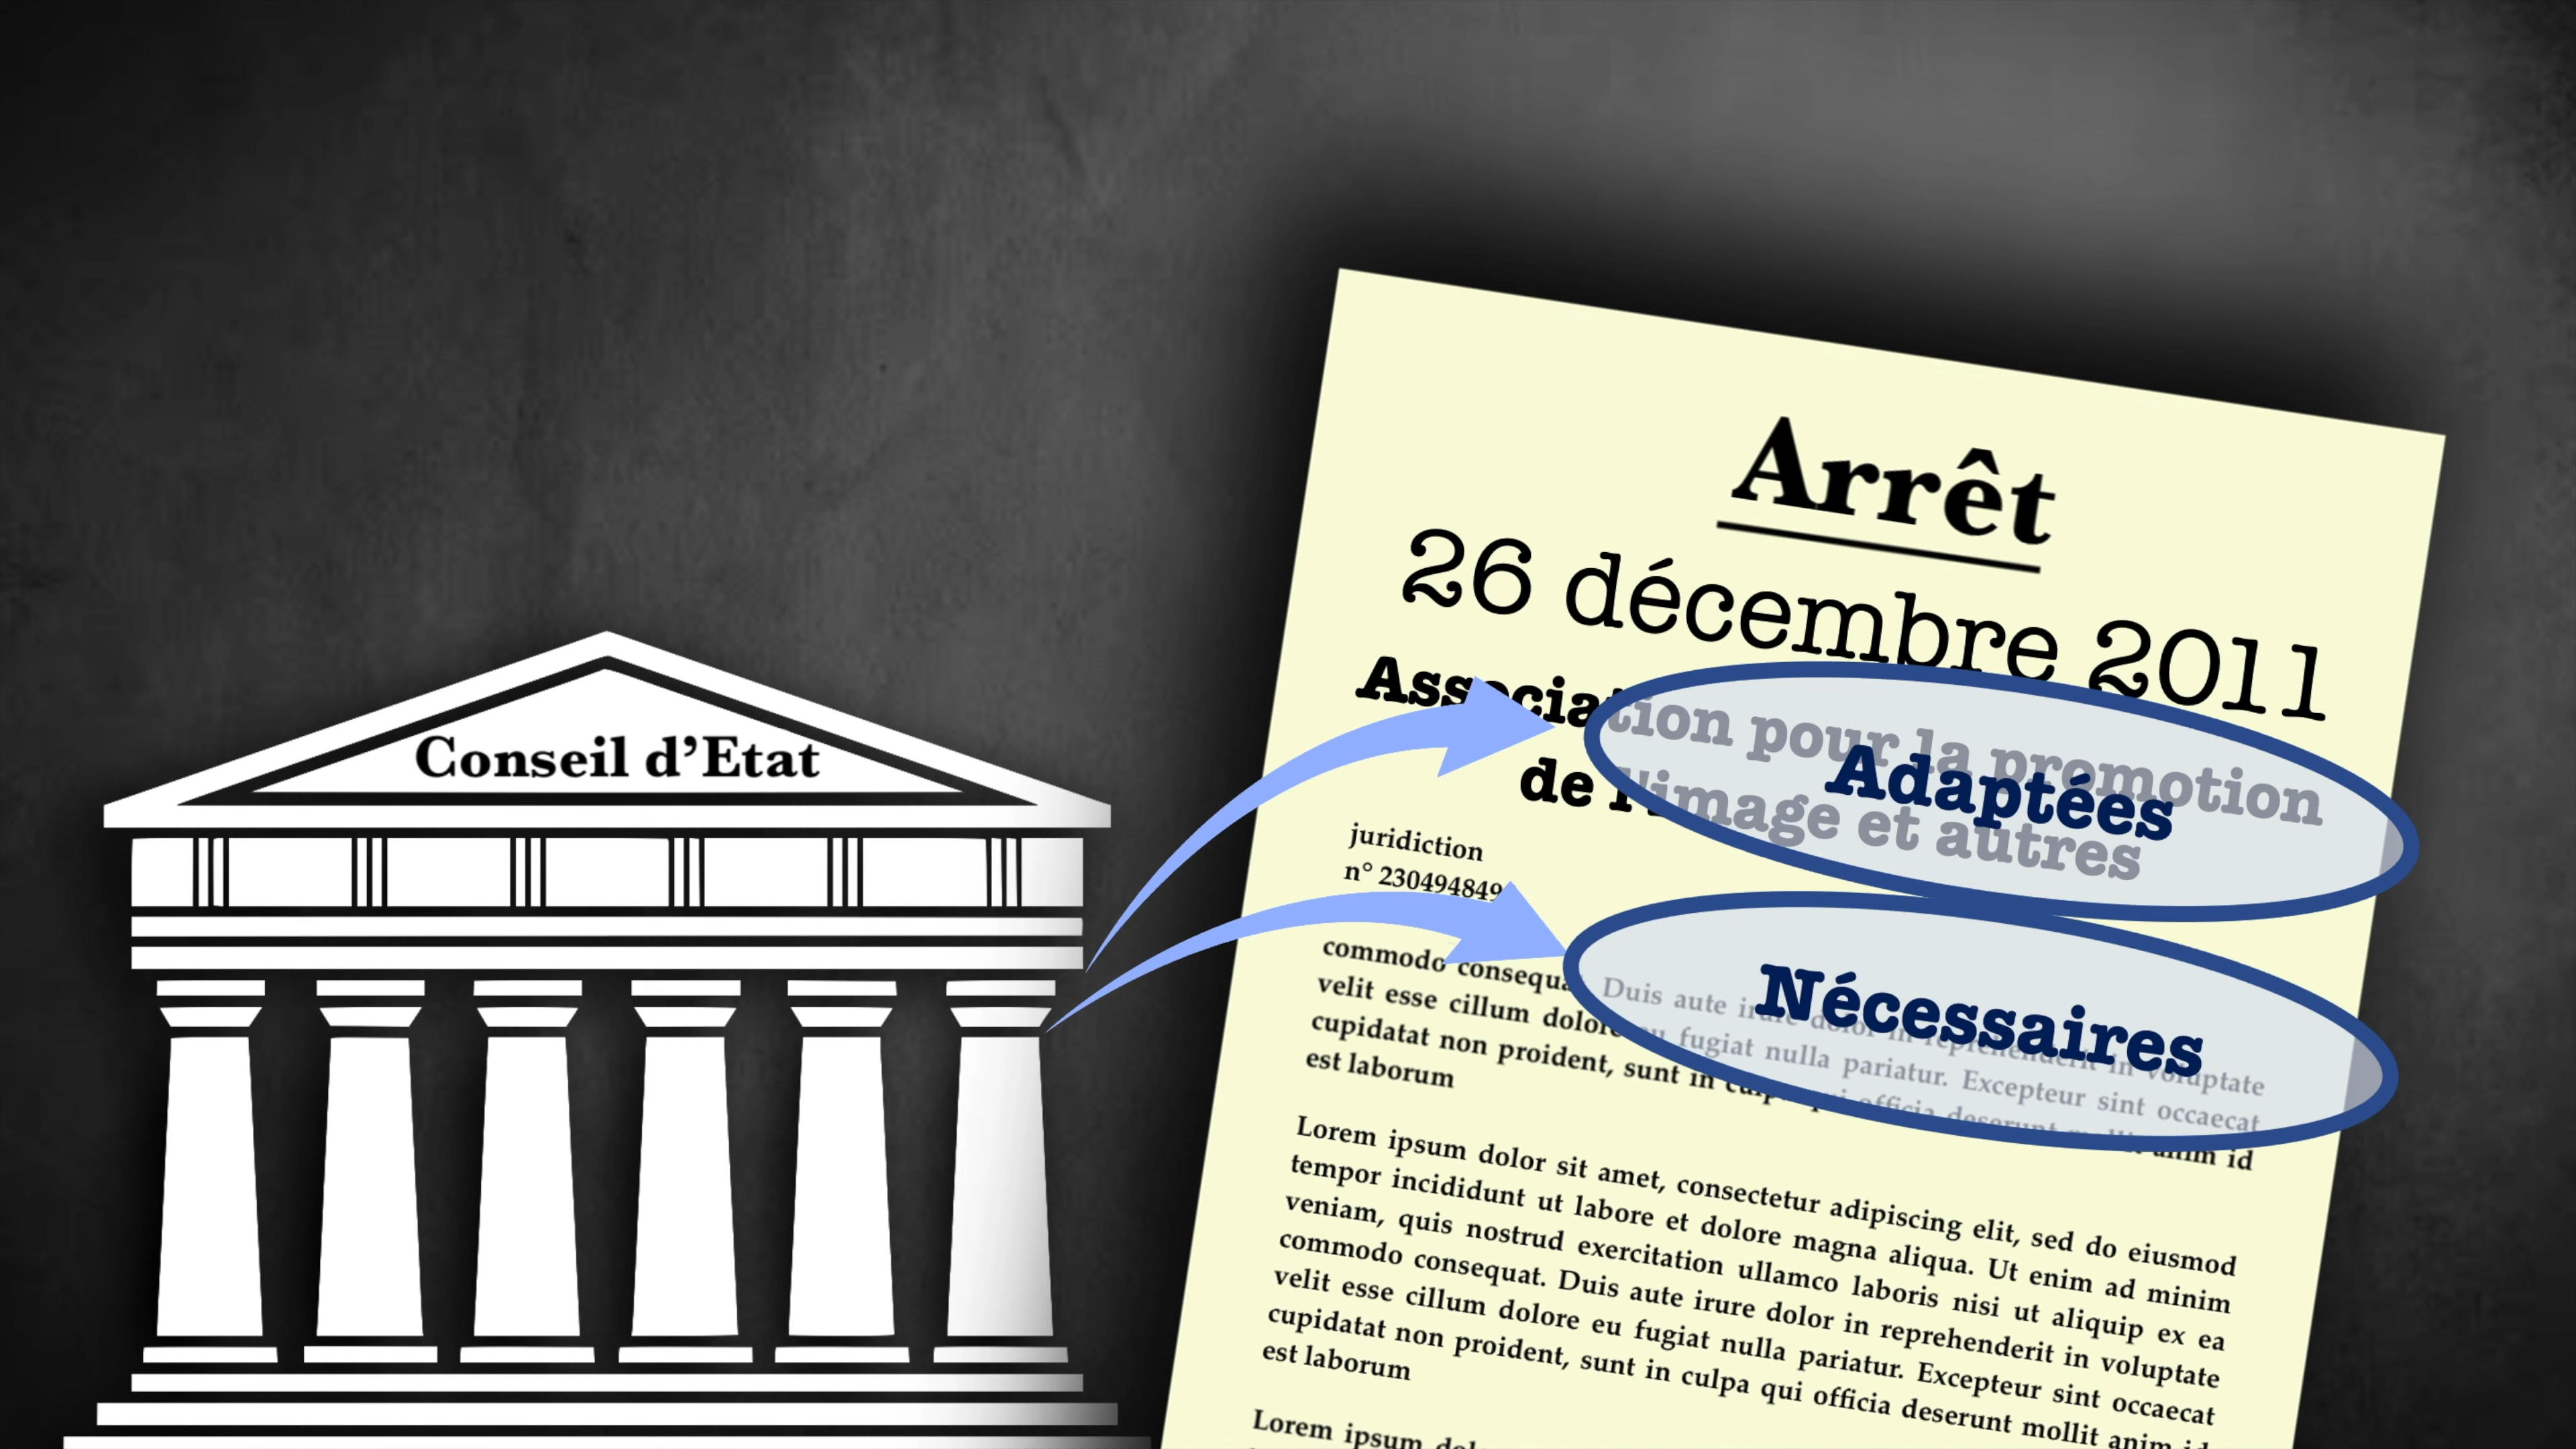 Conseil d'Etat
Arrêt
26 décembre 2011
Association pour la promotion
de l'image et autres
Adaptées
juridiction
n° 230494849
Nécessaires
commodo consequat. Duis aute irure dolor in reprehenderit in voluptate
velit esse cillum dolore eu fugiat nulla pariatur. Excepteur sint occaecat
cupidatat non proident, sunt in culpa qui officia deserunt mollit anim id
est laborum
Lorem ipsum dolor sit amet, consectetur adipiscing elit, sed do eiusmod
tempor incididunt ut labore et dolore magna aliqua. Ut enim ad minim
veniam, quis nostrud exercitation ullamco laboris nisi ut aliquip ex ea
commodo consequat. Duis aute irure dolor in reprehenderit in voluptate
velit esse cillum dolore eu fugiat nulla pariatur. Excepteur sint occaecat
cupidatat non proident, sunt in culpa qui officia deserunt mollit anim id
est laborum
Lorem ipsum